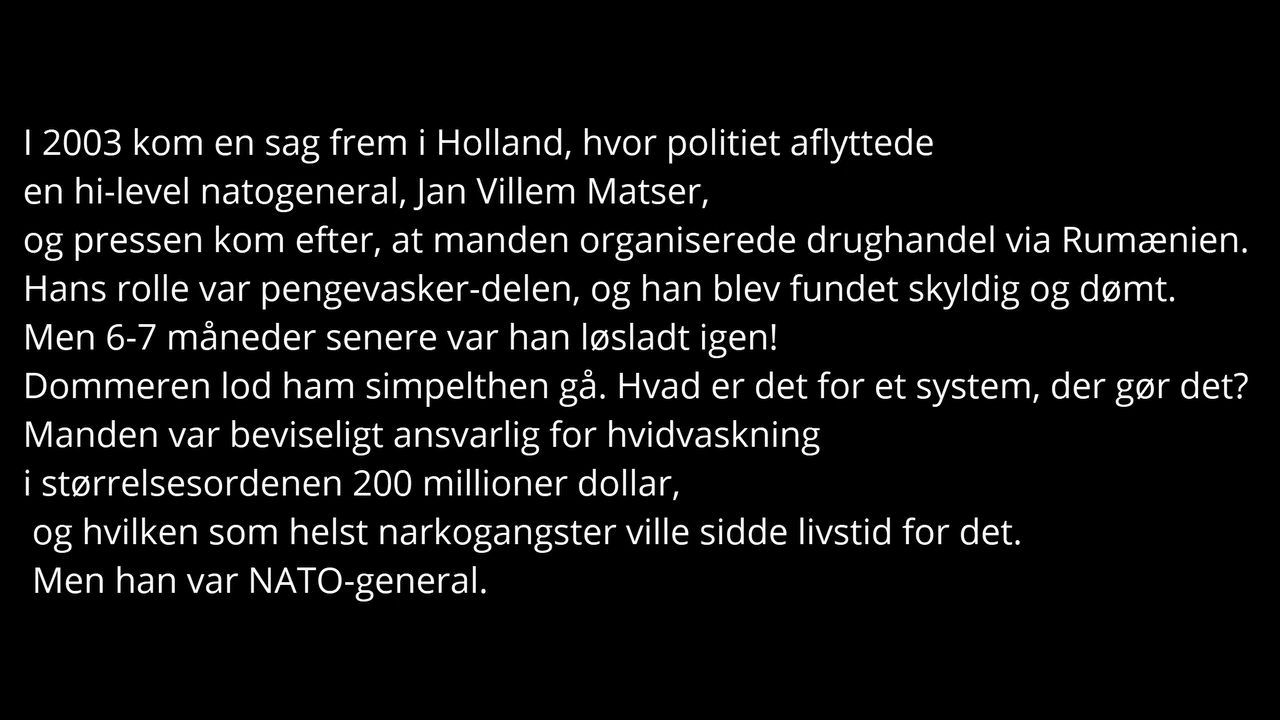 I 2003 kom en sag frem i Holland, hvor politiet aflyttede
en hi-level natogeneral, Jan Villem Matser,
og pressen kom efter, at manden organiserede drughandel via Rumænien.
Hans rolle var pengevasker-delen, og han blev fundet skyldig og dømt.
Men 6-7 måneder senere var han løsladt igen!
Dommeren lod ham simpelthen gå. Hvad er det for et system, der gør det?
Manden var beviseligt ansvarlig for hvidvaskning
i størrelsesordenen 200 millioner dollar,
og hvilken som helst narkogangster ville sidde livstid for det.
Men han var NATO-general.